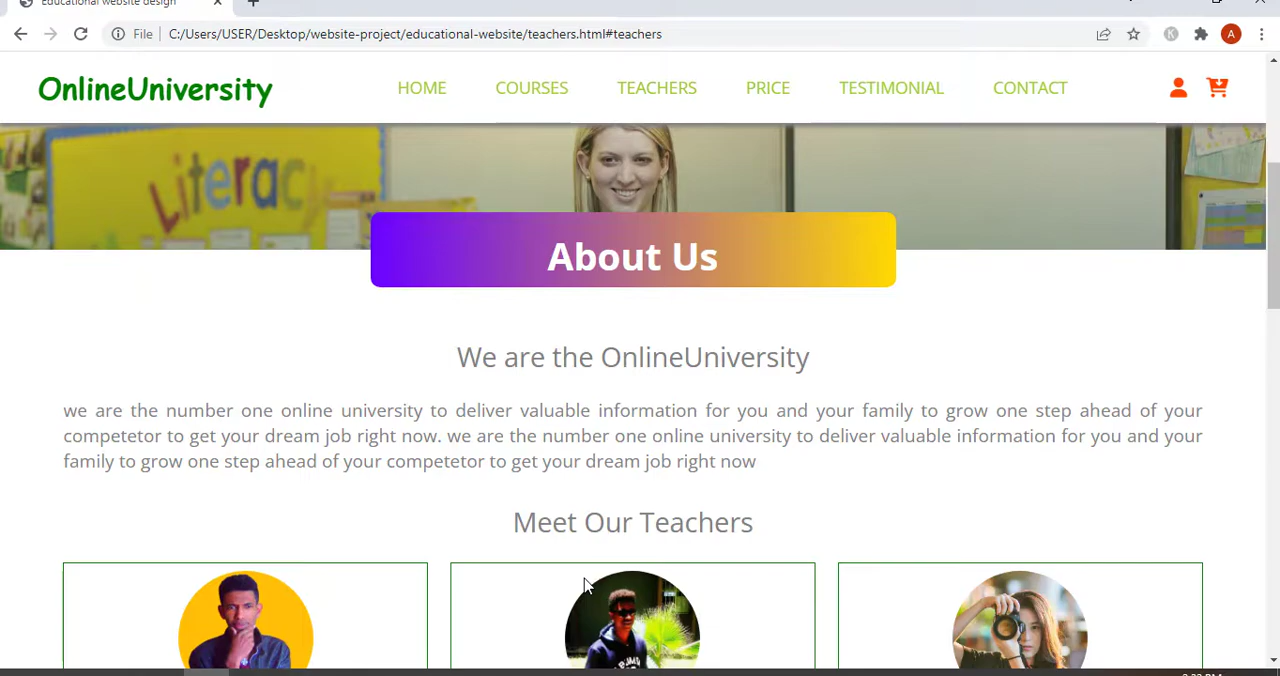 Educational website design
File C:/Users/USER/Desktop/website-project/educational-website/teachers.html#teachers
A
OnlineUniversity HOME COURSES TEACHERS PRICE TESTIMONIAL CONTACT
Literacy
About Us
We are the OnlineUniversity
we are the number one online university to deliver valuable information for you and your family to grow one step ahead of your
competetor to get your dream job right now. we are the number one online university to deliver valuable information for you and your
family to grow one step ahead of your competetor to get your dream job right now
Meet Our Teachers